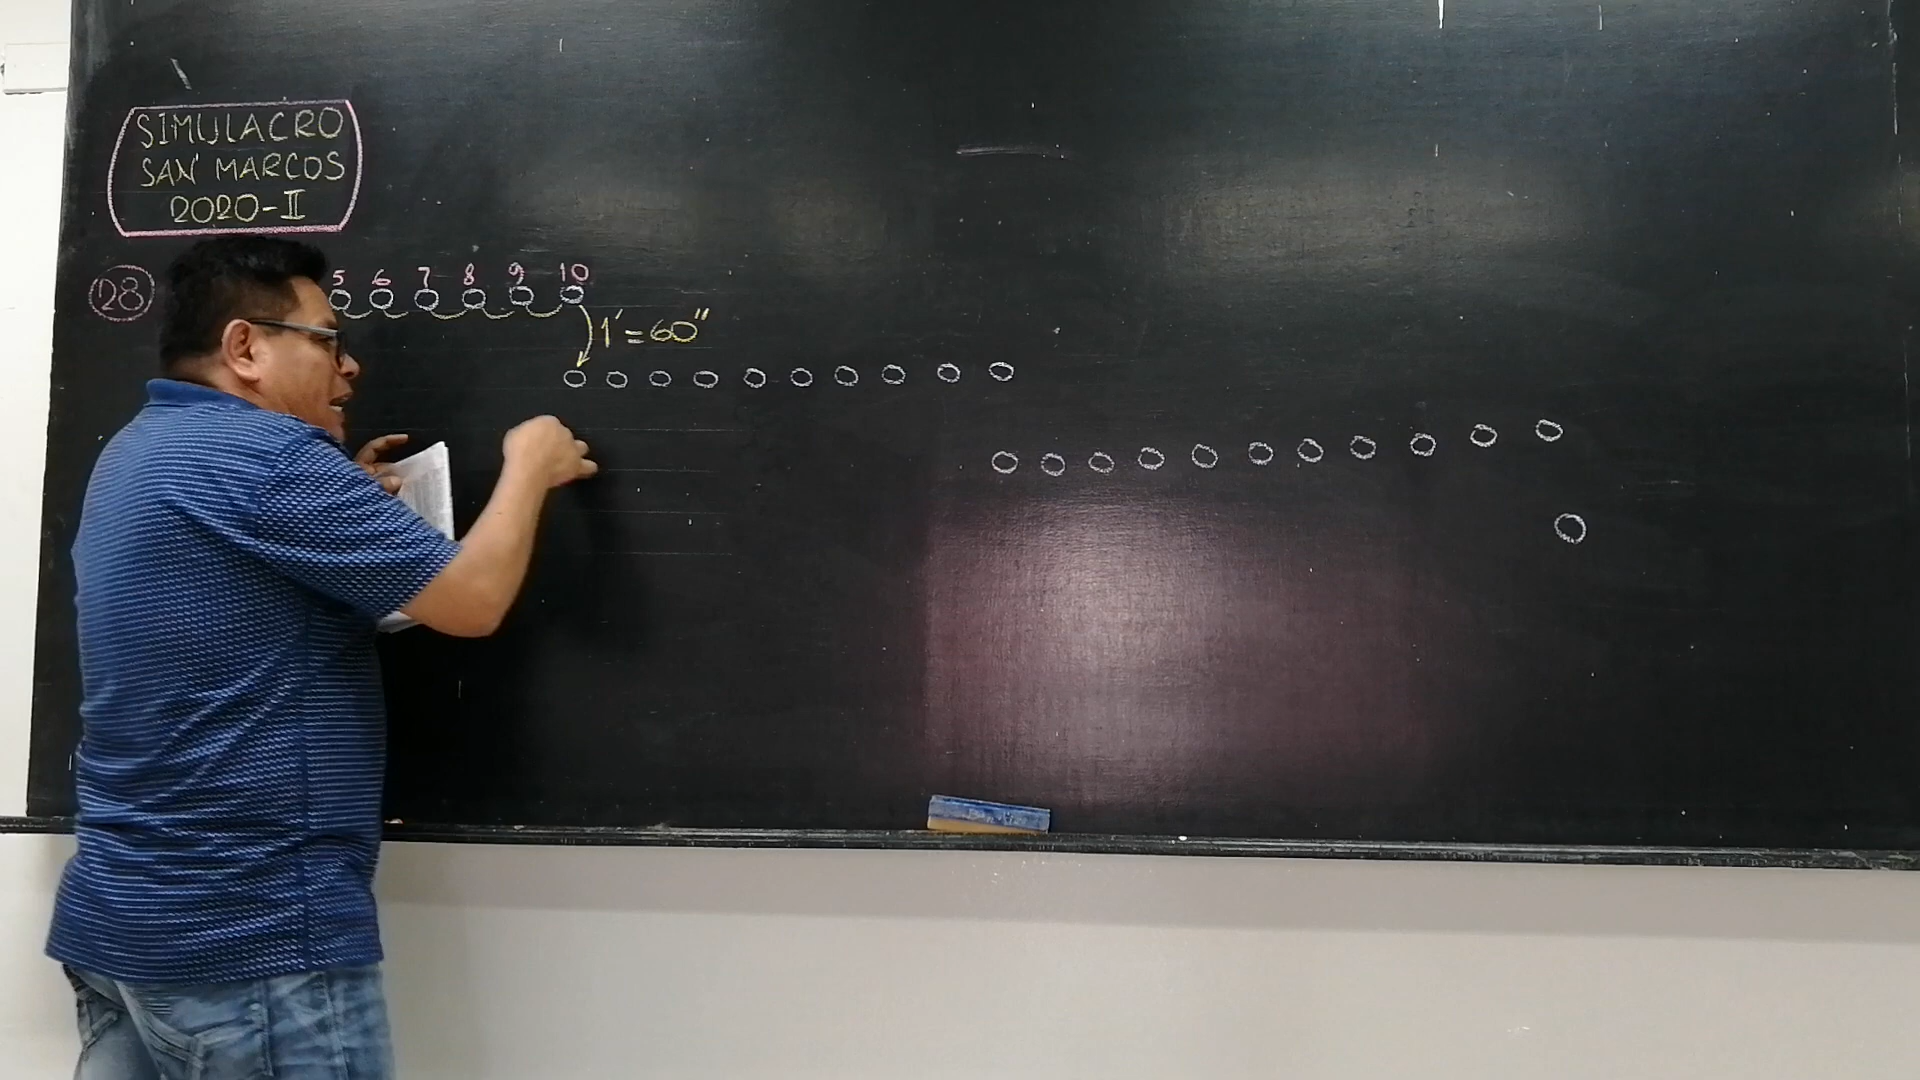 SIMULACRO
SAN MARCOS
2020-II
28
5 6 7 8 9 10
1' = 60"